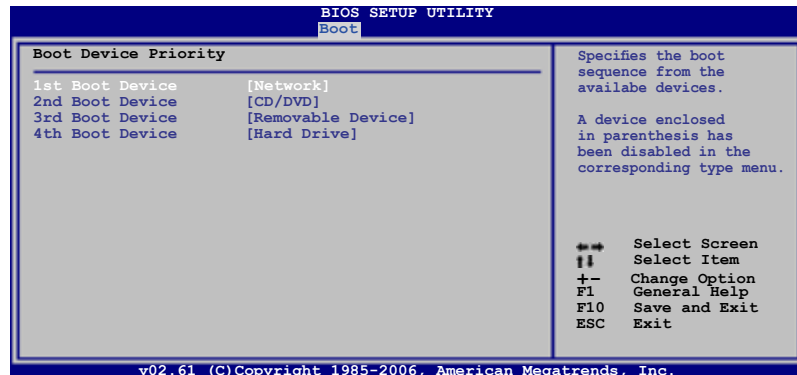 BIOS SETUP UTILITY
Boot
Boot Device Priority
1st Boot Device [Network]
2nd Boot Device [CD/DVD]
3rd Boot Device [Removable Device]
4th Boot Device [Hard Drive]
Specifies the boot
sequence from the
availabe devices.
A device enclosed
in parenthesis has
been disabled in the
corresponding type menu.
←→ Select Screen
↑↓ Select Item
+- Change Option
F1 General Help
F10 Save and Exit
ESC Exit
v02.61 (C)Copyright 1985-2006, American Megatrends, Inc.